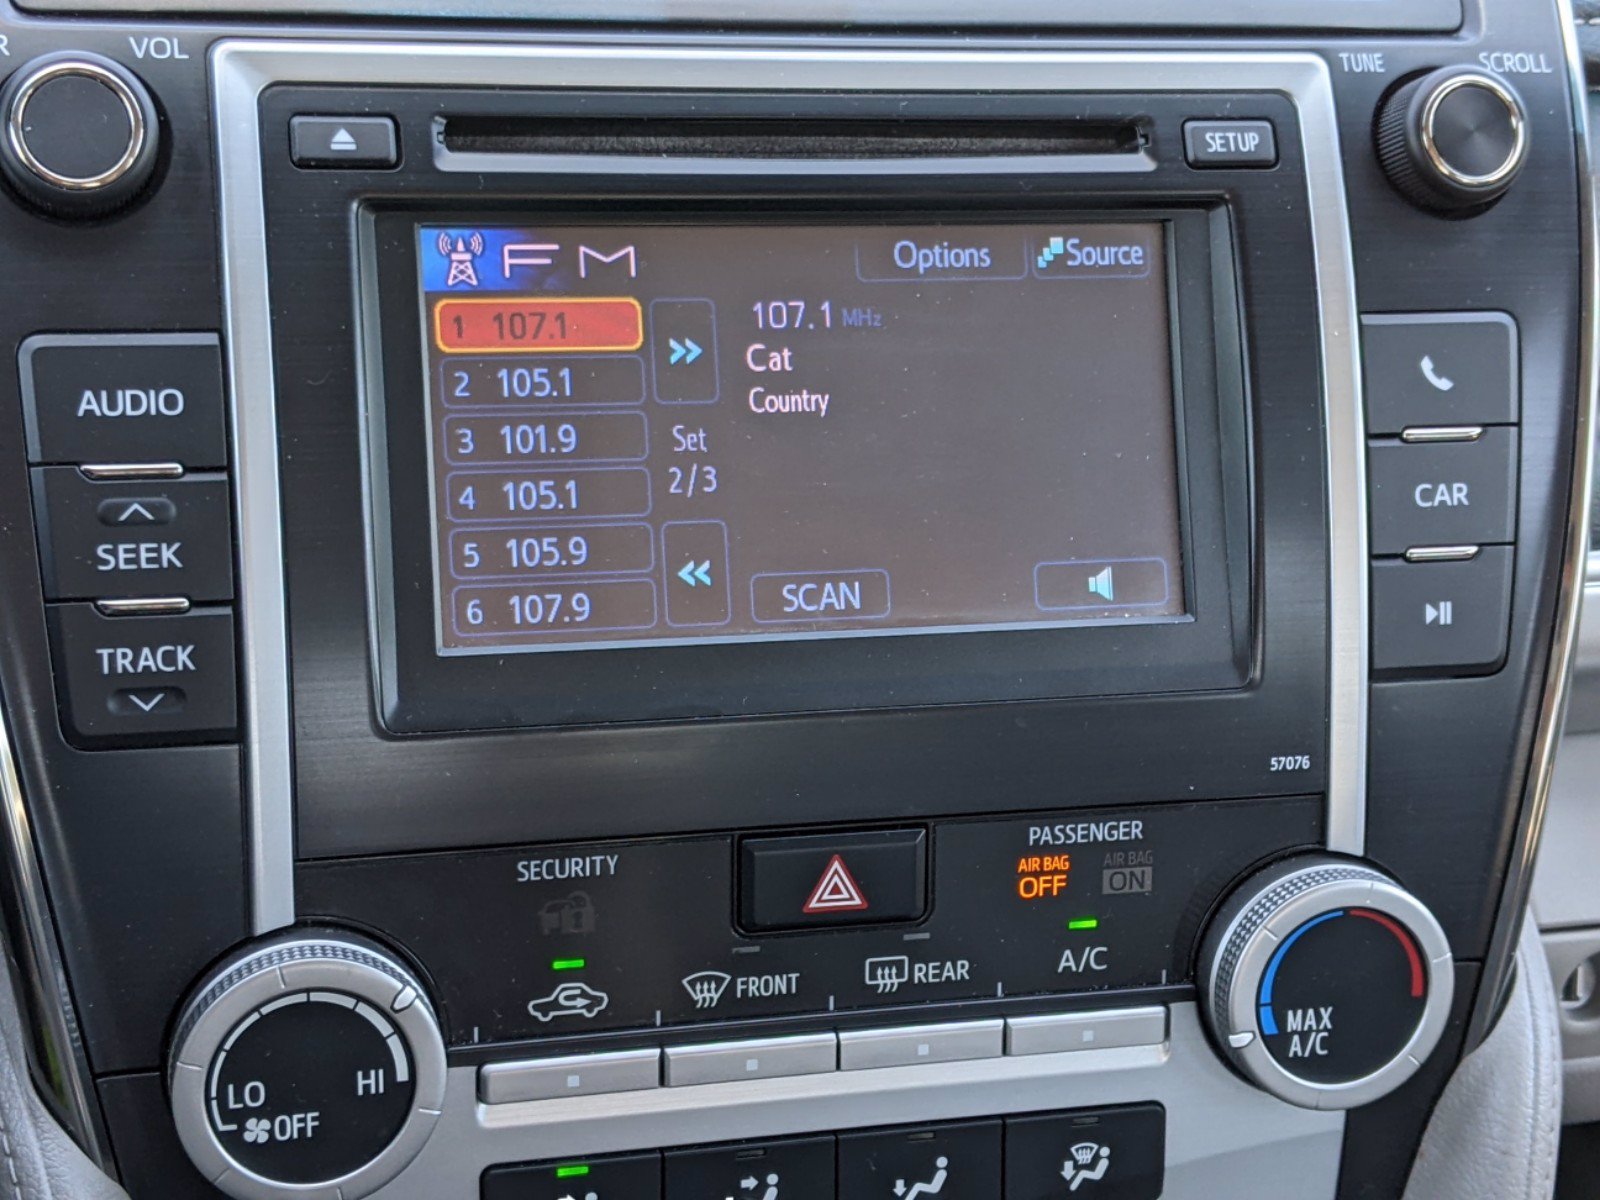 R
VOL
TUNE
SCROLL
SETUP
FM
Options
Source
1 107.1
2 105.1
3 101.9
4 105.1
5 105.9
6 107.9
Set
2/3
107.1 MHz
Cat
Country
SCAN
AUDIO
SEEK
TRACK
CAR
57076
SECURITY
PASSENGER
AIR BAG
OFF
AIR BAG
ON
FRONT
REAR
A/C
LO
HI
OFF
MAX
A/C